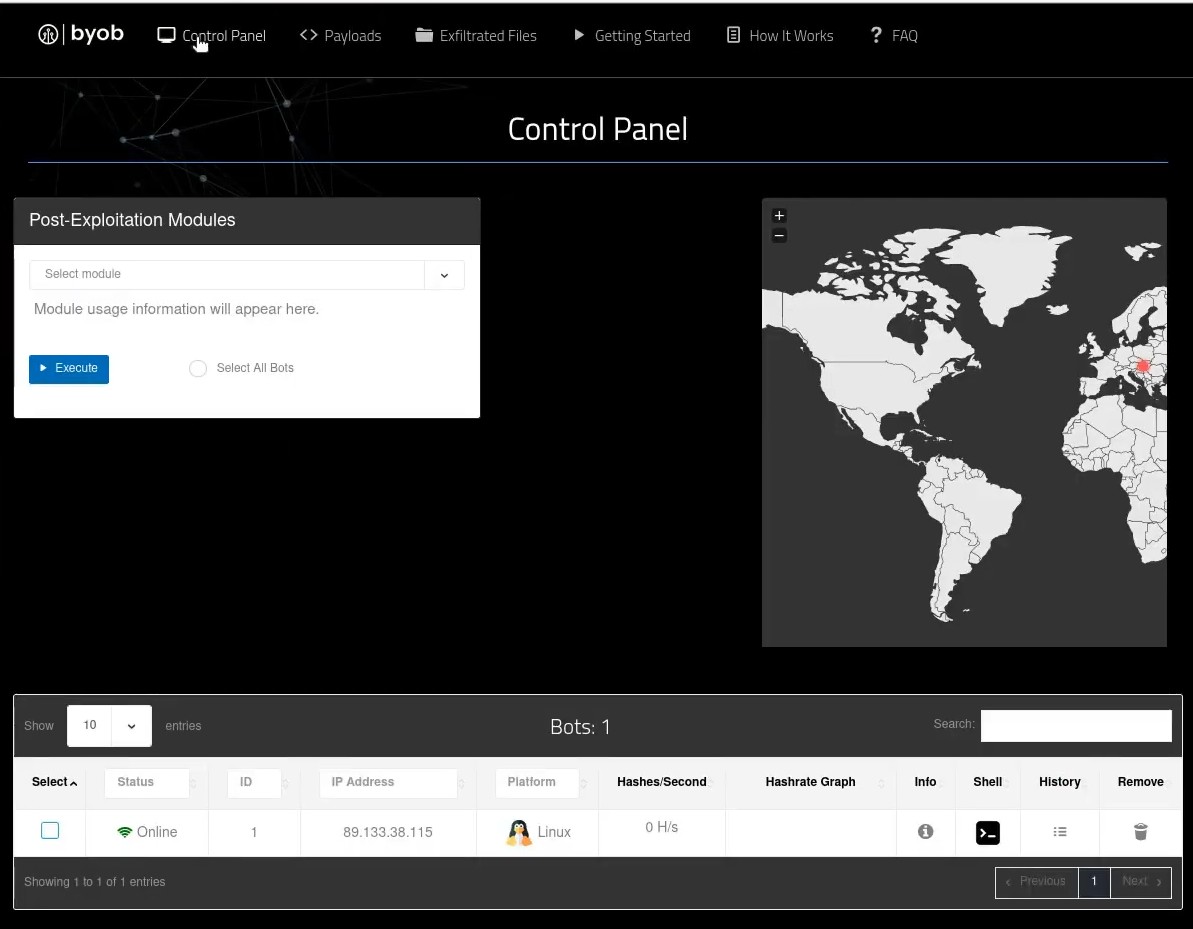 byob Control Panel Payloads Exfiltrated Files Getting Started How It Works FAQ
Control Panel
Post-Exploitation Modules
Select module
Module usage information will appear here.
Execute Select All Bots
+
−
Show 10 entries Bots: 1 Search:
Select Status ID IP Address Platform Hashes/Second Hashrate Graph Info Shell History Remove
Online 1 89.133.38.115 Linux 0 H/s
Showing 1 to 1 of 1 entries ‹ Previous 1 Next ›